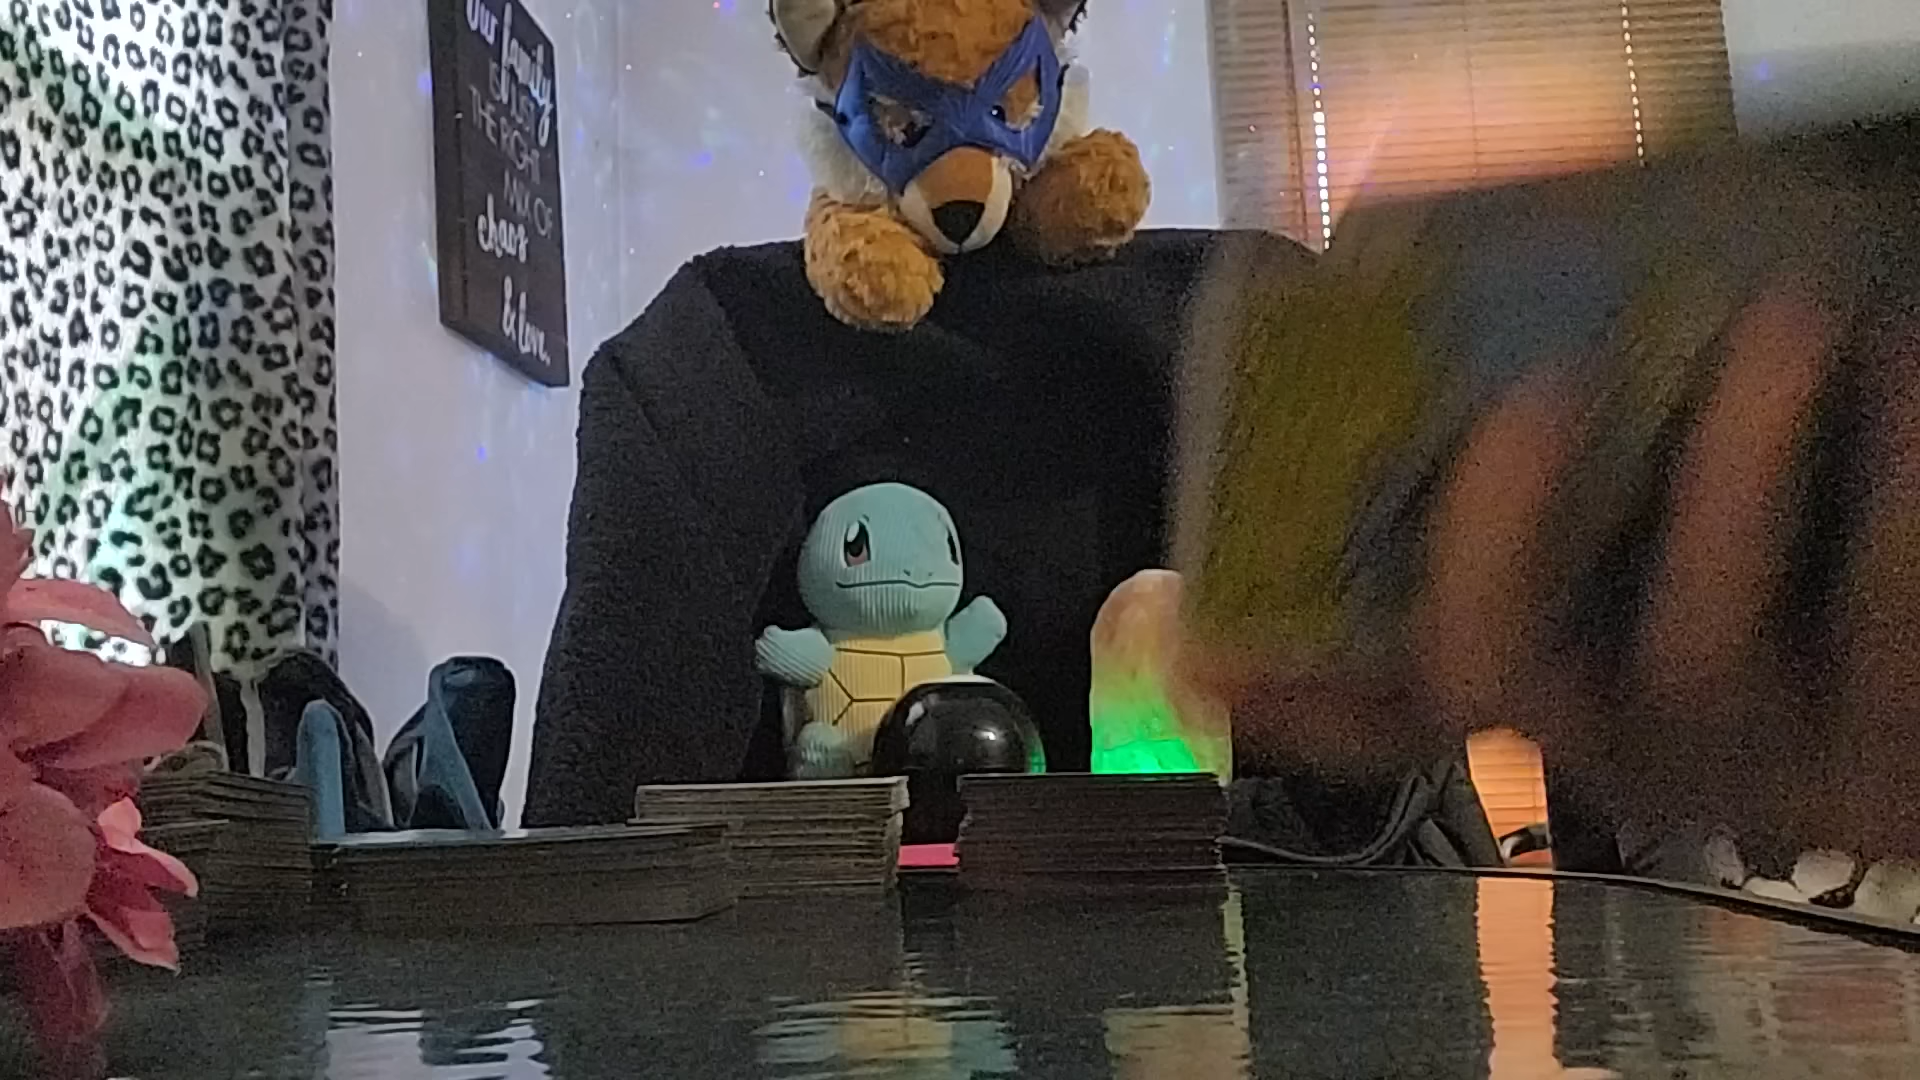 Our family
IS JUST
THE RIGHT
MIX OF
chaos
& love.